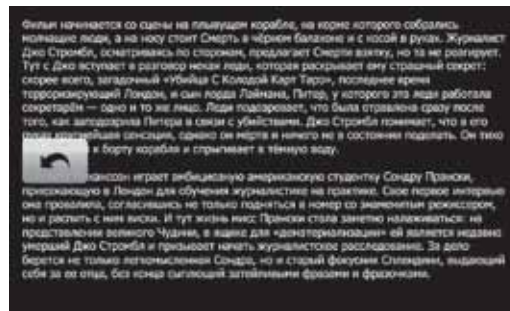 Фильм начинается со сцены на плывущем корабле, на корме которого собрались
молчащие люди, а на носу стоит Смерть в чёрном балахоне и с косой в руках. Журналист
Джо Стромбл, осматриваясь по сторонам, предлагает Смерти взятку, но та не реагирует.
Тут с Джо вступает в разговор некая леди, которая раскрывает ему страшный секрет:
скорее всего, загадочный «Убийца С Колодой Карт Таро», последнее время
терроризирующий Лондон, и сын лорда Лаймана, Питер, у которого эта леди работала
секретарём — одно и то же лицо. Леди подозревает, что была отравлена сразу после
того, как заподозрила Питера в связи с убийствами. Джо Стромбл понимает, что в его
руках крупнейшая сенсация, однако он мёртв и ничего не в состоянии поделать. Он тихо
к борту корабля и спрыгивает в тёмную воду.
играет амбициозную американскую студентку Сондру Прански,
приезжающую в Лондон для обучения журналистике на практике. Свое первое интервью
она провалила, согласившись не только подняться в номер со знаменитым режиссером,
но и распить с ним виски. И тут жизнь мисс Прански стала заметно налаживаться: на
представлении великого Чудини, в ящике для «дематериализации» ей является недавно
умерший Джо Стромбл и призывает начать журналистское расследование. За дело
берется не только легкомысленная Сондра, но и старый фокусник Сплендини, выдающий
себя за ее отца, без конца сыплющий затейливыми фразами и фразочками.